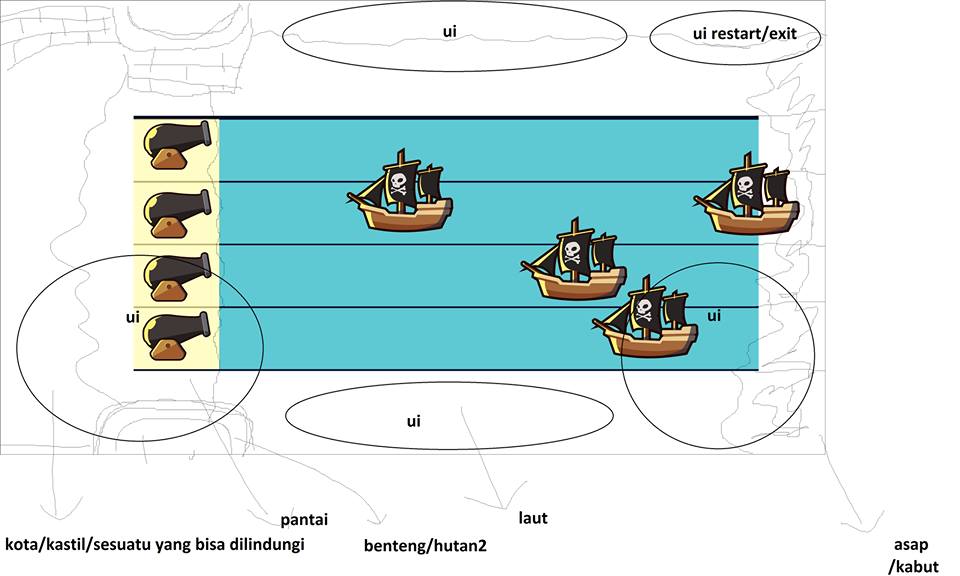 ui
ui restart/exit
ui
ui
ui
pantai
laut
kota/kastil/sesuatu yang bisa dilindungi
benteng/hutan2
asap
/kabut